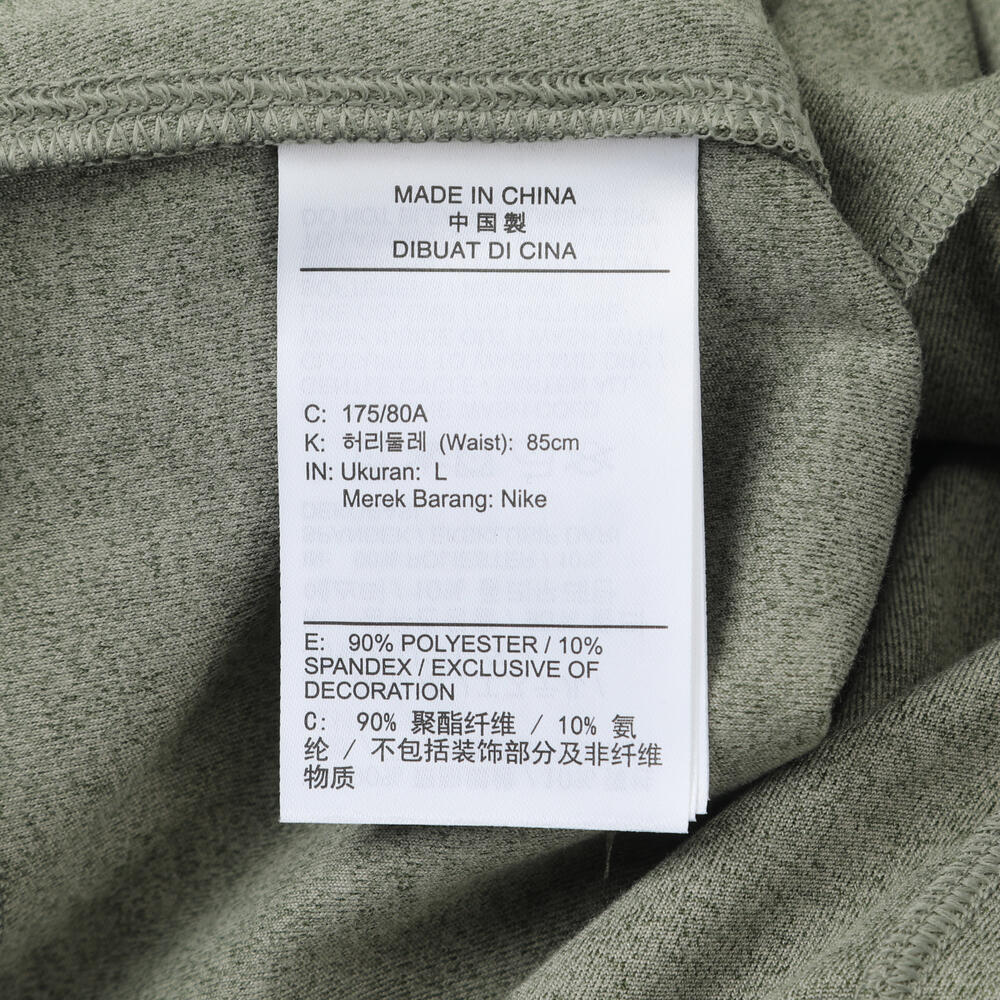 MADE IN CHINA
中国製
DIBUAT DI CINA
C: 175/80A
K: 허리둘레 (Waist): 85cm
IN: Ukuran: L
Merek Barang: Nike
E: 90% POLYESTER / 10%
SPANDEX / EXCLUSIVE OF
DECORATION
C: 90% 聚酯纤维 / 10% 氨
纶 / 不包括装饰部分及非纤维
物质